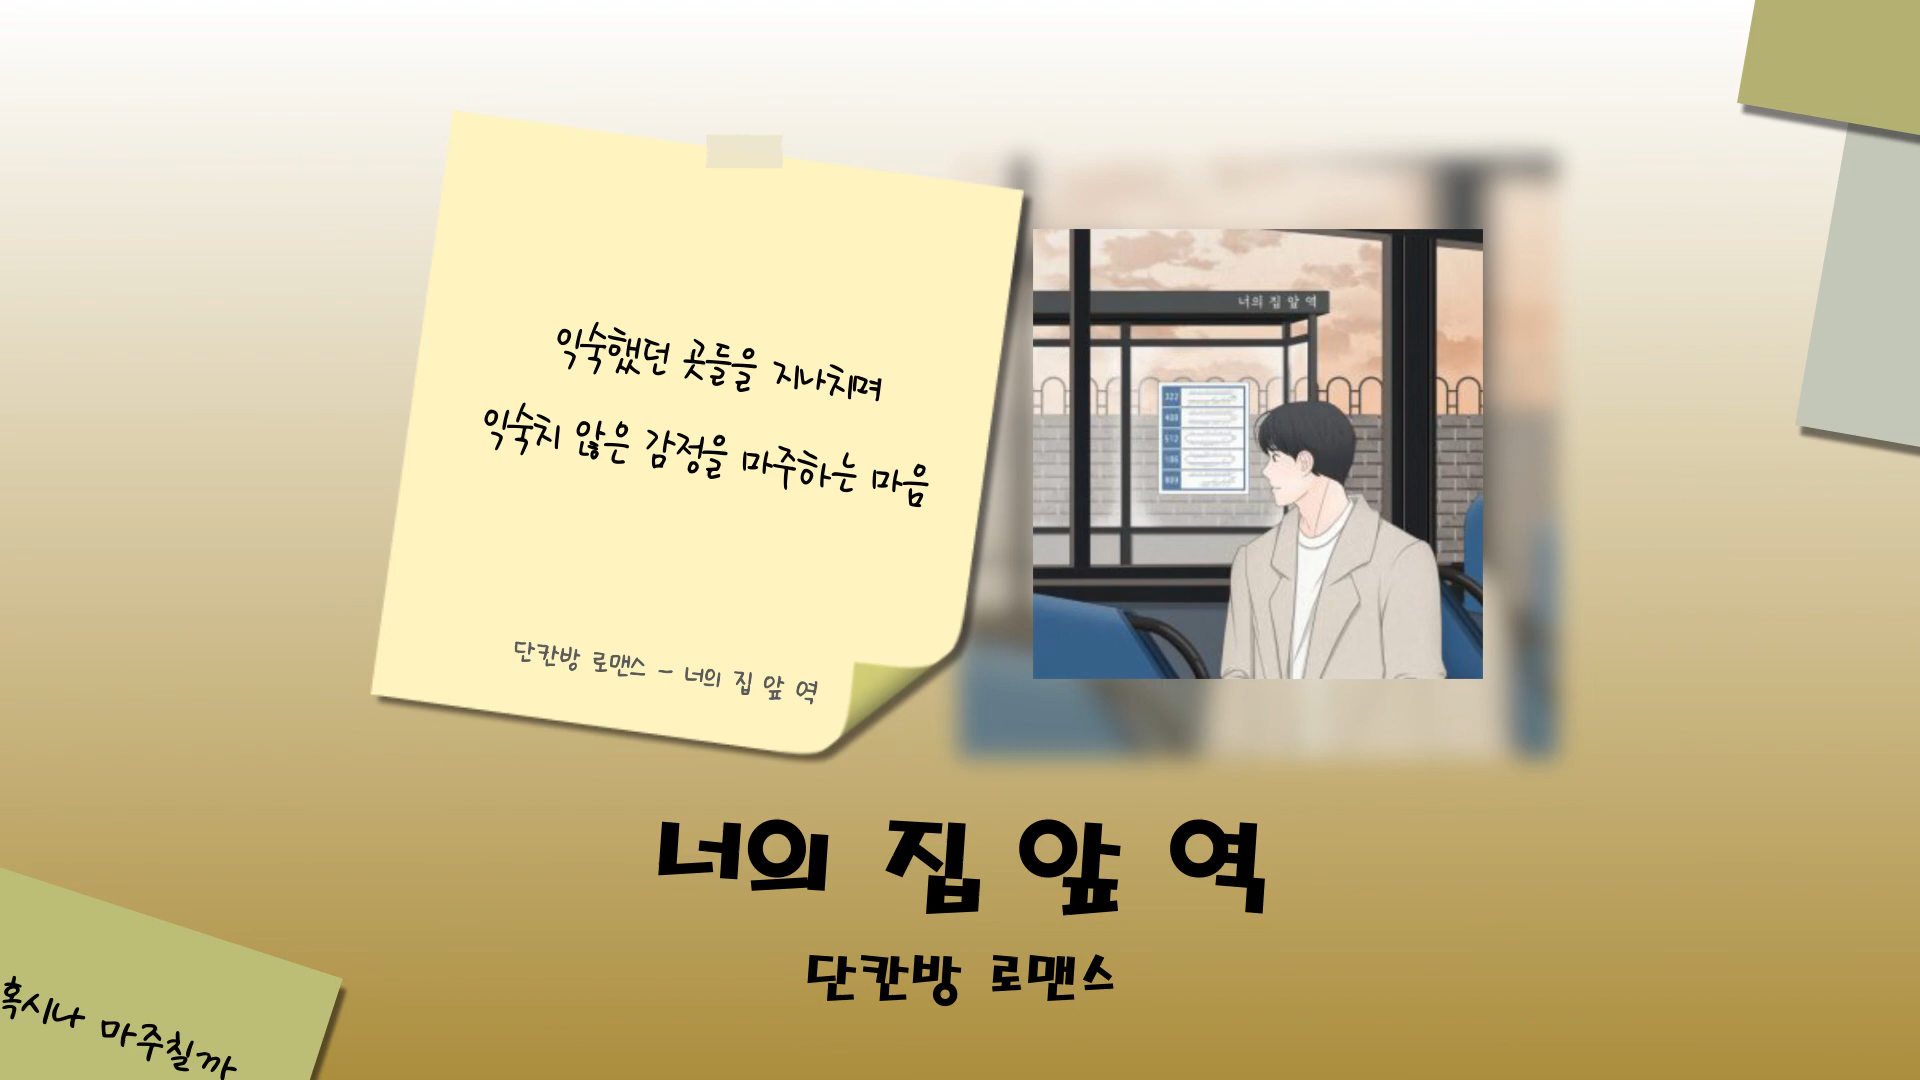 익숙했던 곳들을 지나치며
익숙치 않은 감정을 마주하는 마음
단칸방 로맨스 - 너의 집 앞 역
너의 집 앞 역
322
너의 집 앞 역
단칸방 로맨스
혹시나 마주칠까